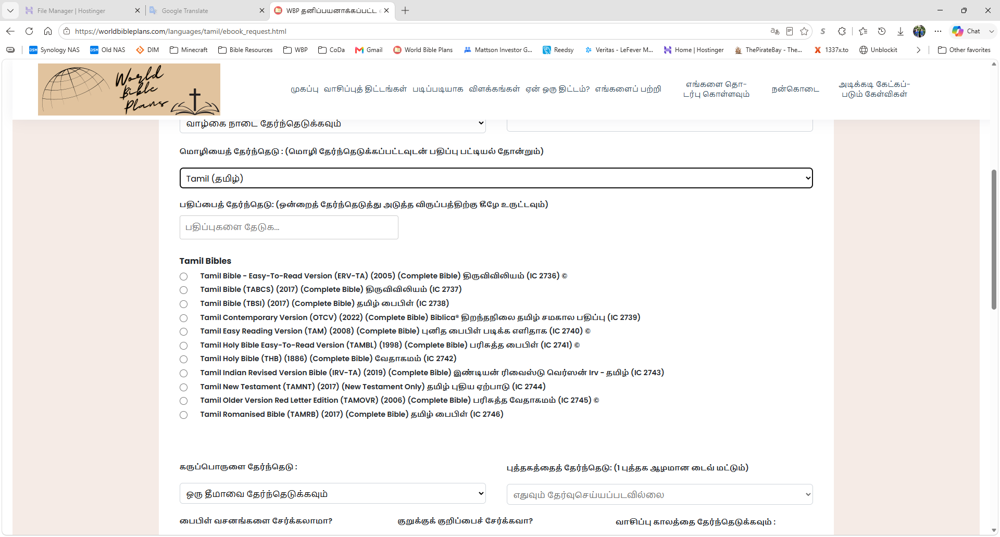 File Manager | Hostinger
Google Translate
WBP தனிப்பயனாக்கப்பட்ட
https://worldbibleplans.com/languages/tamil/ebook_request.html
Chat
Synology NAS
Old NAS
DIM
Minecraft
Bible Resources
WBP
CoDa
Gmail
World Bible Plans
Mattson Investor G...
Reedsy
Veritas - LeFever M...
Home | Hostinger
ThePirateBay - The...
1337x.to
Unblockit
Other favorites
World
Bible
Plans
முகப்பு
வாசிப்புத் திட்டங்கள்
படிப்படியாக
விளக்கங்கள்
ஏன் ஒரு திட்டம்?
எங்களைப் பற்றி
எங்களை தொ-
டர்பு கொள்ளவும்
நன்கொடை
அடிக்கடி கேட்கப்-
படும் கேள்விகள்
வாழ்கை நாடை தேர்ந்தெடுக்கவும்
மொழியைத் தேர்ந்தெடு : (மொழி தேர்ந்தெடுக்கப்பட்டவுடன் பதிப்பு பட்டியல் தோன்றும்)
Tamil (தமிழ்)
பதிப்பைத் தேர்ந்தெடு: (ஒன்றைத் தேர்ந்தெடுத்து அடுத்த விருப்பத்திற்கு கீழே உருட்டவும்)
பதிப்புகளை தேடுக...
Tamil Bibles
Tamil Bible - Easy-To-Read Version (ERV-TA) (2005) (Complete Bible) திருவிவிலியம் (IC 2736) ©
Tamil Bible (TABCS) (2017) (Complete Bible) திருவிவிலியம் (IC 2737)
Tamil Bible (TBSI) (2017) (Complete Bible) தமிழ் பைபிள் (IC 2738)
Tamil Contemporary Version (OTCV) (2022) (Complete Bible) Biblica® திறந்தநிலை தமிழ் சமகால பதிப்பு (IC 2739)
Tamil Easy Reading Version (TAM) (2008) (Complete Bible) புனித பைபிள் படிக்க எளிதாக (IC 2740) ©
Tamil Holy Bible Easy-To-Read Version (TAMBL) (1998) (Complete Bible) பரிசுத்த பைபிள் (IC 2741) ©
Tamil Holy Bible (THB) (1886) (Complete Bible) வேதாகமம் (IC 2742)
Tamil Indian Revised Version Bible (IRV-TA) (2019) (Complete Bible) இண்டியன் ரிவைஸ்டு வெர்ஸன் Irv - தமிழ் (IC 2743)
Tamil New Testament (TAMNT) (2017) (New Testament Only) தமிழ் புதிய ஏற்பாடு (IC 2744)
Tamil Older Version Red Letter Edition (TAMOVR) (2006) (Complete Bible) பரிசுத்த வேதாகமம் (IC 2745) ©
Tamil Romanised Bible (TAMRB) (2017) (Complete Bible) தமிழ் பைபிள் (IC 2746)
கருப்பொருளை தேர்ந்தெடு :
புத்தகத்தைத் தேர்ந்தெடு: (1 புத்தக ஆழமான டைவ் மட்டும்)
ஒரு தீமாவை தேர்ந்தெடுக்கவும்
எதுவும் தேர்வுசெய்யப்படவில்லை
பைபிள் வசனங்களை சேர்க்கலாமா?
குறுக்குக் குறிப்பைச் சேர்க்கவா?
வாசிப்பு காலத்தை தேர்ந்தெடுக்கவும் :